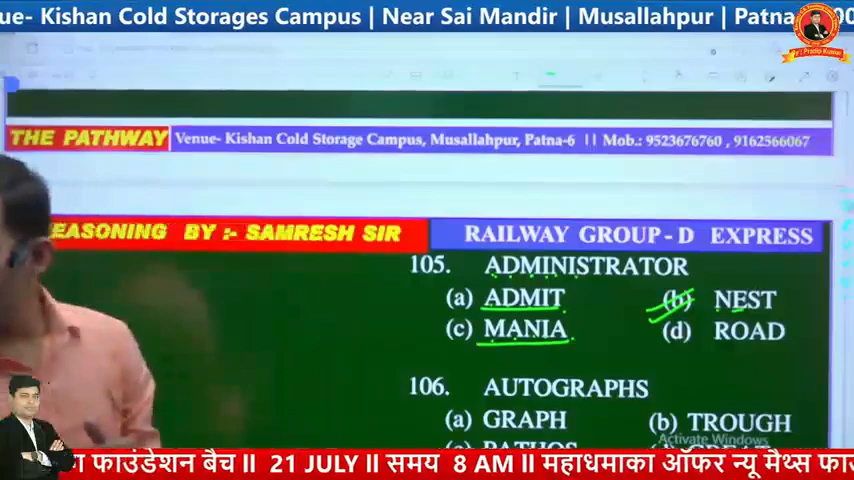 ue- Kishan Cold Storages Campus | Near Sai Mandir | Musallahpur | Patna
THE PATHWAY Venue- Kishan Cold Storage Campus, Musallahpur, Patna-6 || Mob.: 9523676760 , 9162566067
EASONING BY :- SAMRESH SIR RAILWAY GROUP - D EXPRESS
105. ADMINISTRATOR
(a) ADMIT (b) NEST
(c) MANIA (d) ROAD
106. AUTOGRAPHS
(a) GRAPH (b) TROUGH
Activate Windows
फाउंडेशन बैच II 21 JULY II समय 8 AM II महाधमाका ऑफर न्यू मैथ्स